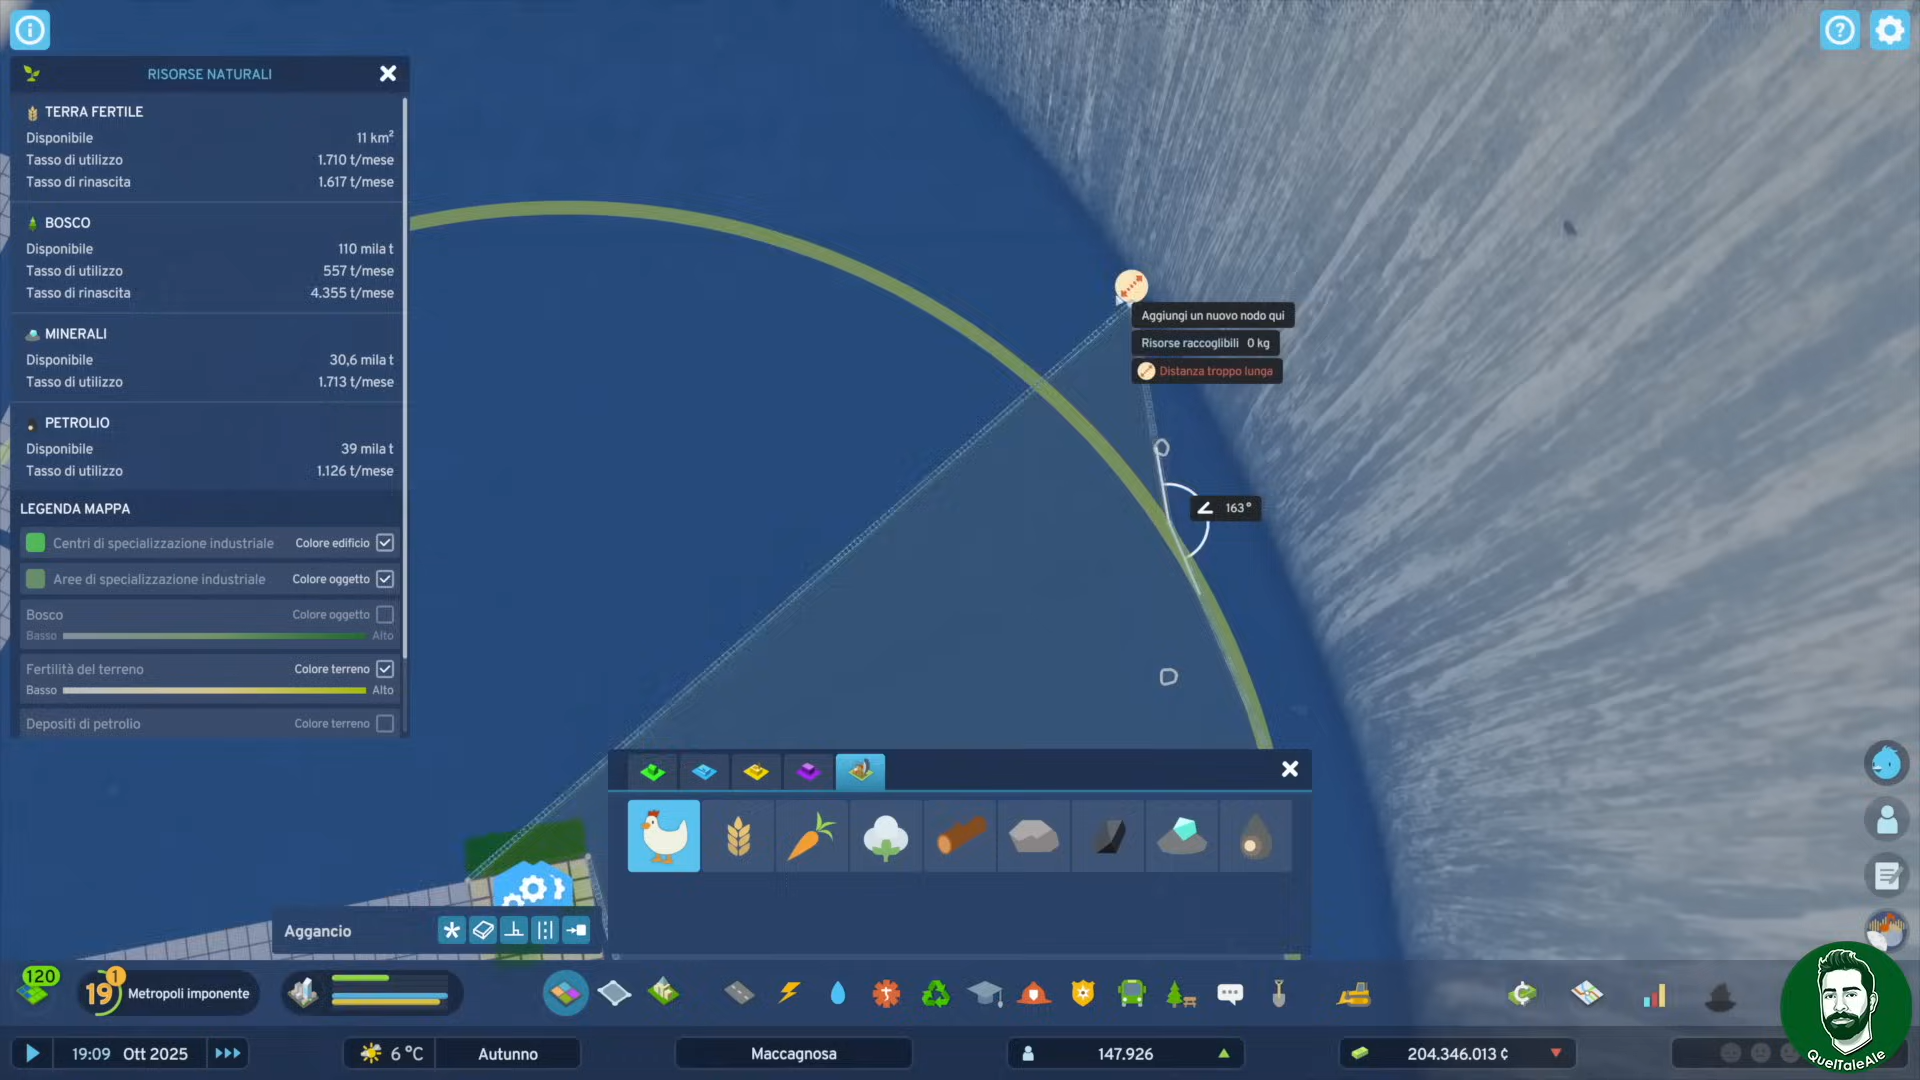 RISORSE NATURALI
TERRA FERTILE
Disponibile 11 km²
Tasso di utilizzo 1.710 t/mese
Tasso di rinascita 1.617 t/mese
BOSCO
Disponibile 110 mila t
Tasso di utilizzo 557 t/mese
Tasso di rinascita 4.355 t/mese
MINERALI
Disponibile 30,6 mila t
Tasso di utilizzo 1.713 t/mese
PETROLIO
Disponibile 39 mila t
Tasso di utilizzo 1.126 t/mese
LEGENDA MAPPA
Centri di specializzazione industriale Colore edificio
Aree di specializzazione industriale Colore oggetto
Bosco Colore oggetto
Basso Alto
Fertilità del terreno Colore terreno
Basso Alto
Depositi di petrolio Colore terreno
Aggiungi un nuovo nodo qui
Risorse raccoglibili 0 kg
Distanza troppo lunga
163°
Aggancio
120
19 1 Metropoli imponente
19:09 Ott 2025
6 °C Autunno
Maccagnosa
147.926
204.346.013 ¢
QuelTaleAle